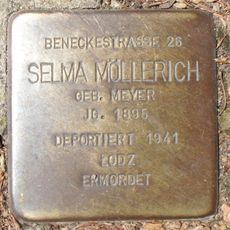 BENECKESTRASSE 26
SELMA MÖLLERICH
GEB. MEYER
JG. 1895
DEPORTIERT 1941
LODZ
ERMORDET